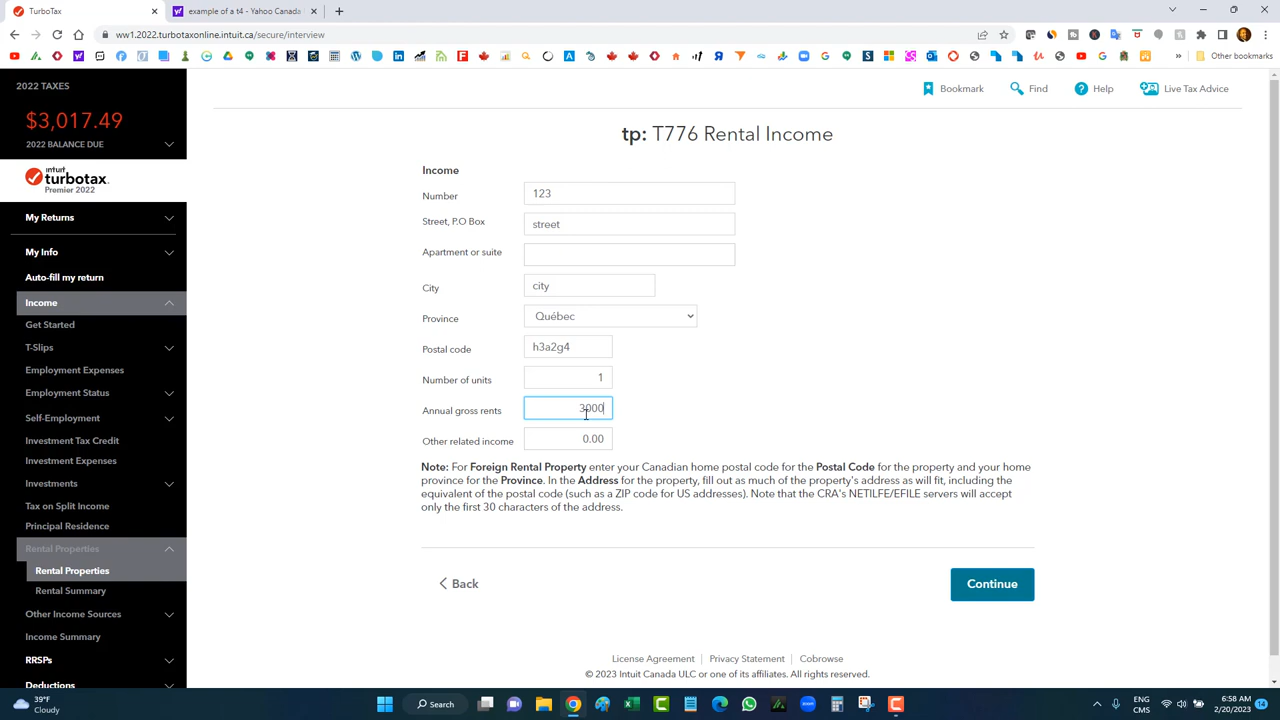 TurboTax
example of a t4 - Yahoo Canada
ww1.2022.turbotaxonline.intuit.ca/secure/interview
Other bookmarks
2022 TAXES
$3,017.49
2022 BALANCE DUE
intuit
turbotax.
Premier 2022
My Returns
My Info
Auto-fill my return
Income
Get Started
T-Slips
Employment Expenses
Employment Status
Self-Employment
Investment Tax Credit
Investment Expenses
Investments
Tax on Split Income
Principal Residence
Rental Properties
Rental Properties
Rental Summary
Other Income Sources
Income Summary
RRSPs
Deductions
Bookmark
Find
Help
Live Tax Advice
tp: T776 Rental Income
Income
Number 123
Street, P.O Box street
Apartment or suite
City city
Province Québec
Postal code h3a2g4
Number of units 1
Annual gross rents 3000
Other related income 0.00
Note: For Foreign Rental Property enter your Canadian home postal code for the Postal Code for the property and your home
province for the Province. In the Address for the property, fill out as much of the property's address as will fit, including the
equivalent of the postal code (such as a ZIP code for US addresses). Note that the CRA's NETILFE/EFILE servers will accept
only the first 30 characters of the address.
Back
Continue
License Agreement | Privacy Statement | Cobrowse
© 2023 Intuit Canada ULC or one of its affiliates. All rights reserved.
39°F
Cloudy
Search
ENG
CMS
6:58 AM
2/20/2023